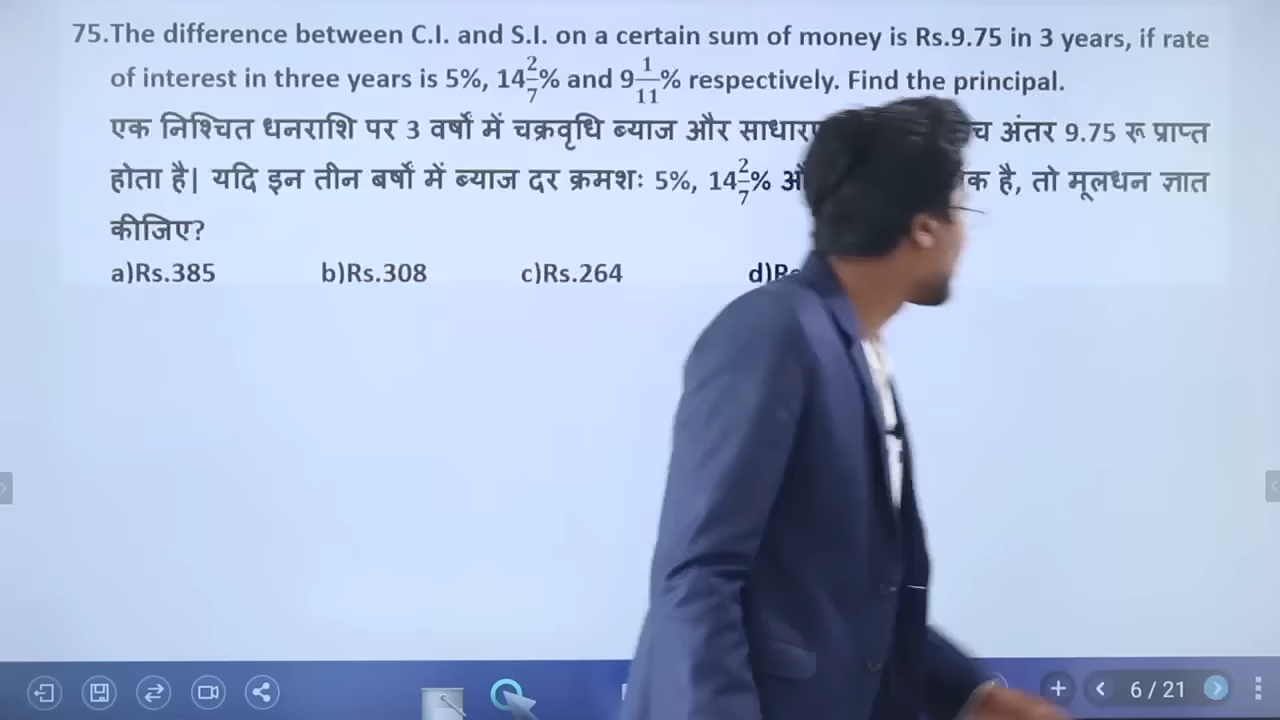 75.The difference between C.I. and S.I. on a certain sum of money is Rs.9.75 in 3 years, if rate
of interest in three years is 5%, 14 2/7% and 9 1/11% respectively. Find the principal.
एक निश्चित धनराशि पर 3 वर्षों में चक्रवृधि ब्याज और अंतर 9.75 रू प्राप्त
होता है| यदि इन तीन बर्षों में ब्याज दर क्रमशः 5%, 14 2/7% है, तो मूलधन ज्ञात
कीजिए?
a)Rs.385 b)Rs.308 c)Rs.264 d)
6 / 21